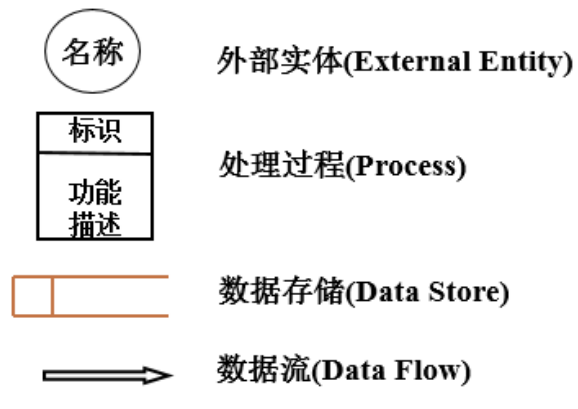 名称
外部实体(External Entity)
标识
功能
描述
处理过程(Process)
数据存储(Data Store)
数据流(Data Flow)